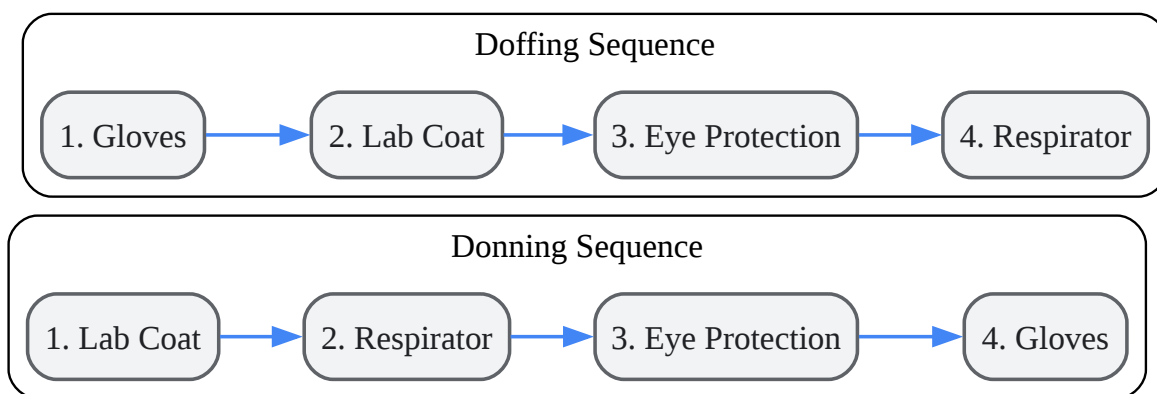 Doffing Sequence
1. Gloves
2. Lab Coat
3. Eye Protection
4. Respirator
Donning Sequence
1. Lab Coat
2. Respirator
3. Eye Protection
4. Gloves